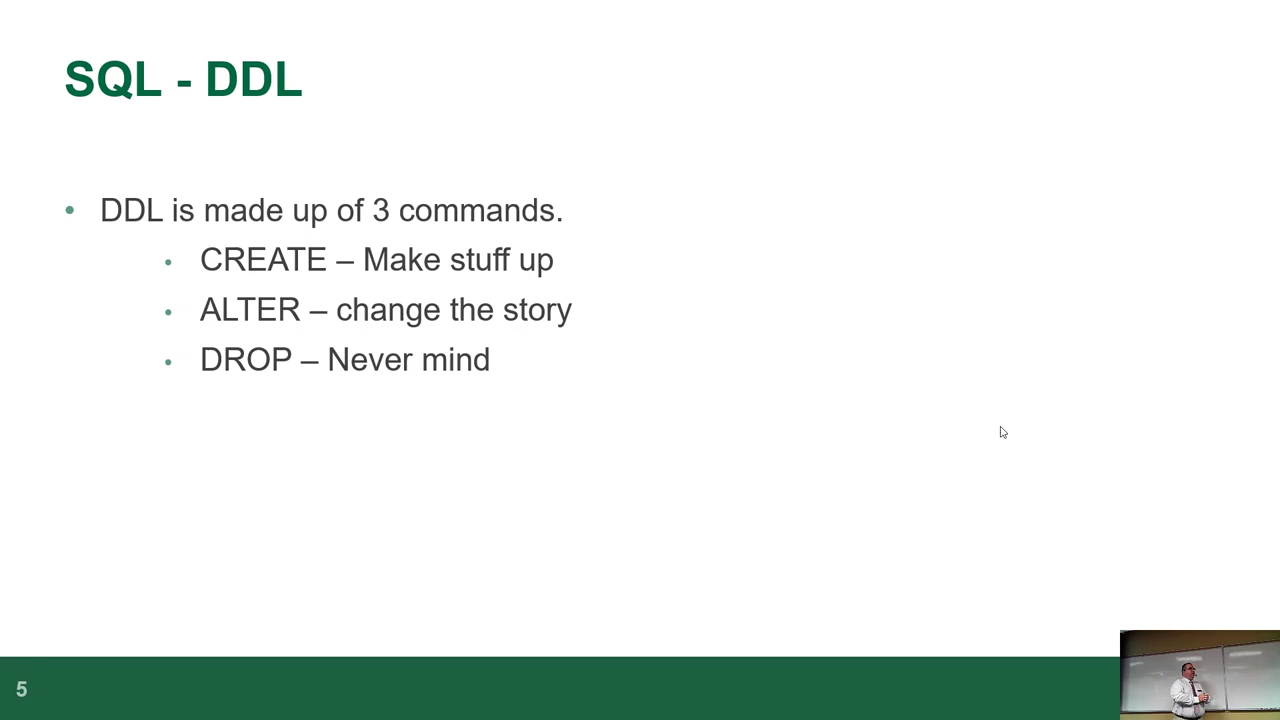 SQL - DDL
• DDL is made up of 3 commands.
• CREATE – Make stuff up
• ALTER – change the story
• DROP – Never mind
5